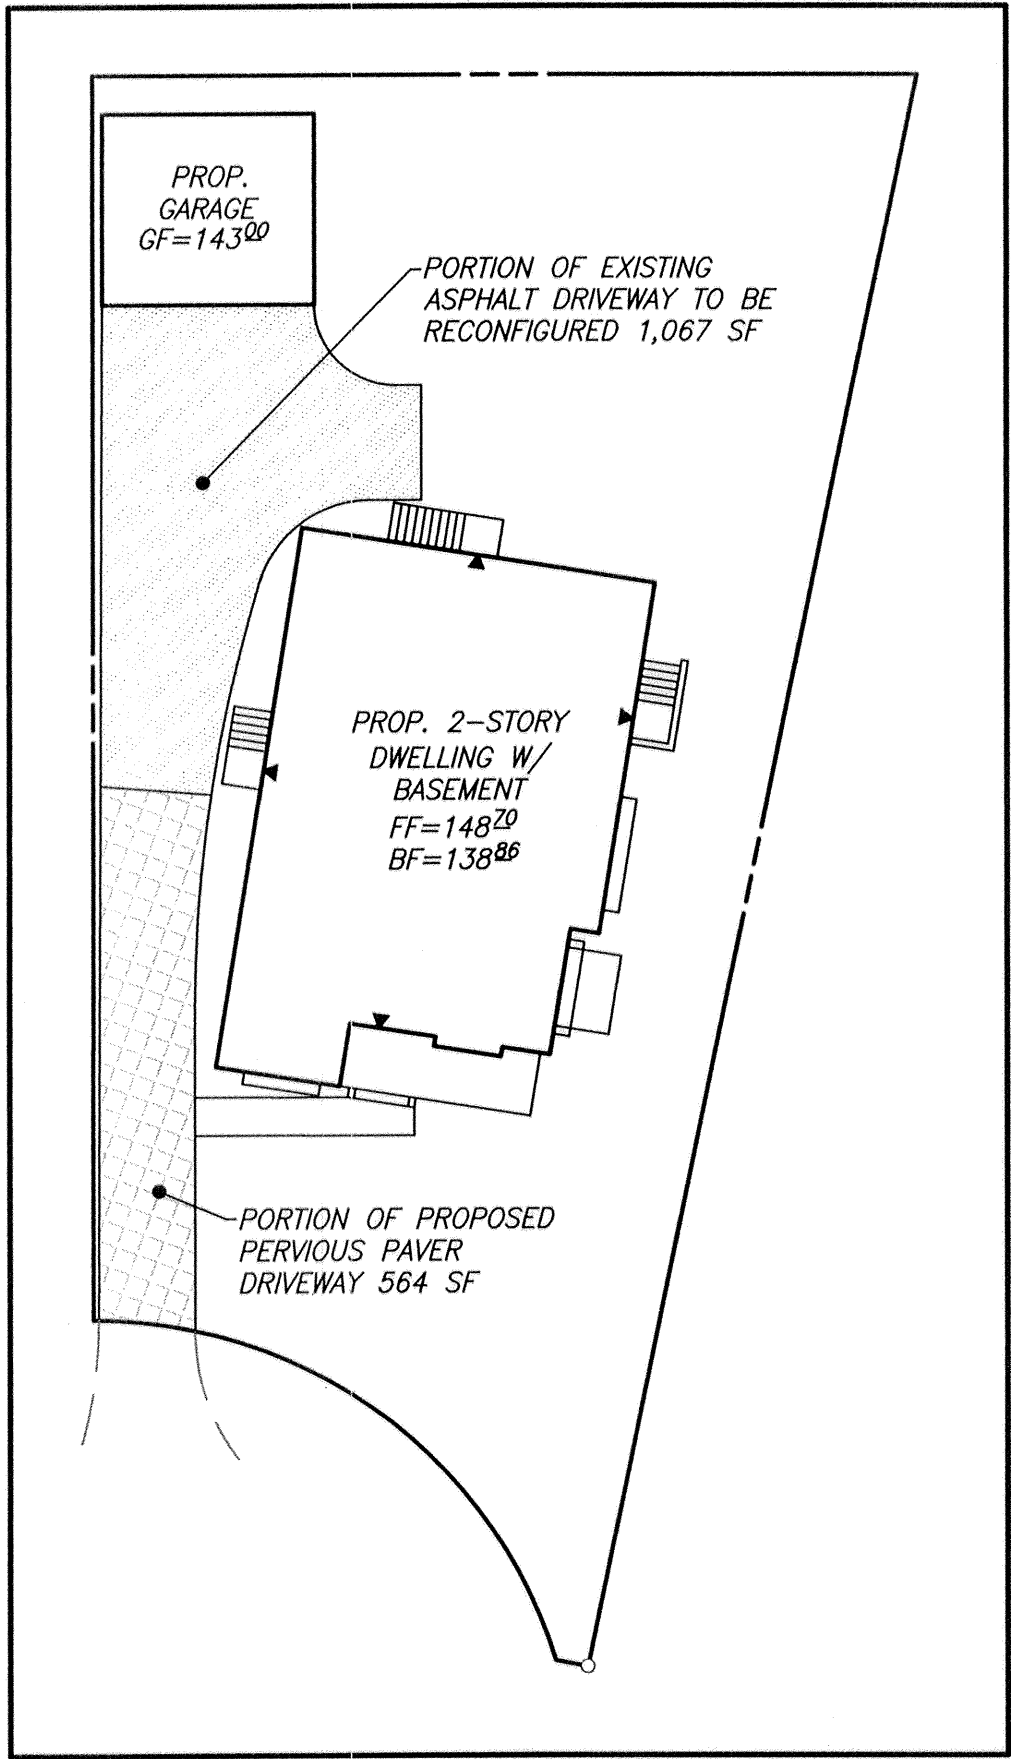 PROP.
GARAGE
GF=14300
PORTION OF EXISTING
ASPHALT DRIVEWAY TO BE
RECONFIGURED 1,067 SF
PROP. 2-STORY
DWELLING W/
BASEMENT
FF=14870
BF=13886
PORTION OF PROPOSED
PERVIOUS PAVER
DRIVEWAY 564 SF